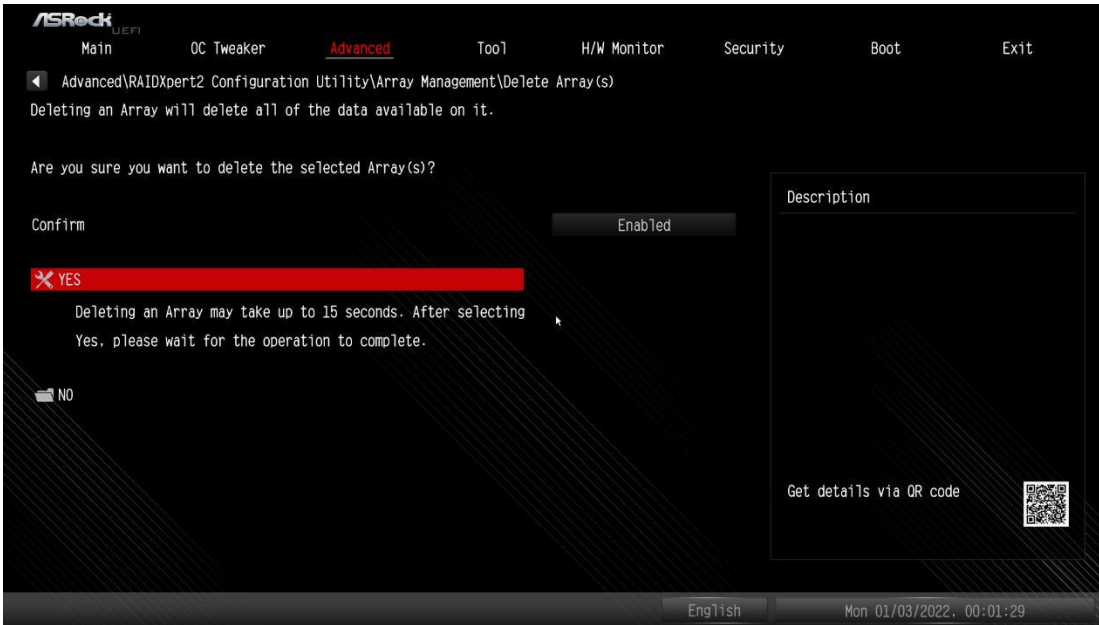 ASRock UEFI
Main OC Tweaker Advanced Tool H/W Monitor Security Boot Exit
Advanced\RAIDXpert2 Configuration Utility\Array Management\Delete Array(s)
Deleting an Array will delete all of the data available on it.
Are you sure you want to delete the selected Array(s)?
Description
Confirm Enabled
YES
Deleting an Array may take up to 15 seconds. After selecting
Yes, please wait for the operation to complete.
NO
Get details via QR code
English Mon 01/03/2022, 00:01:29